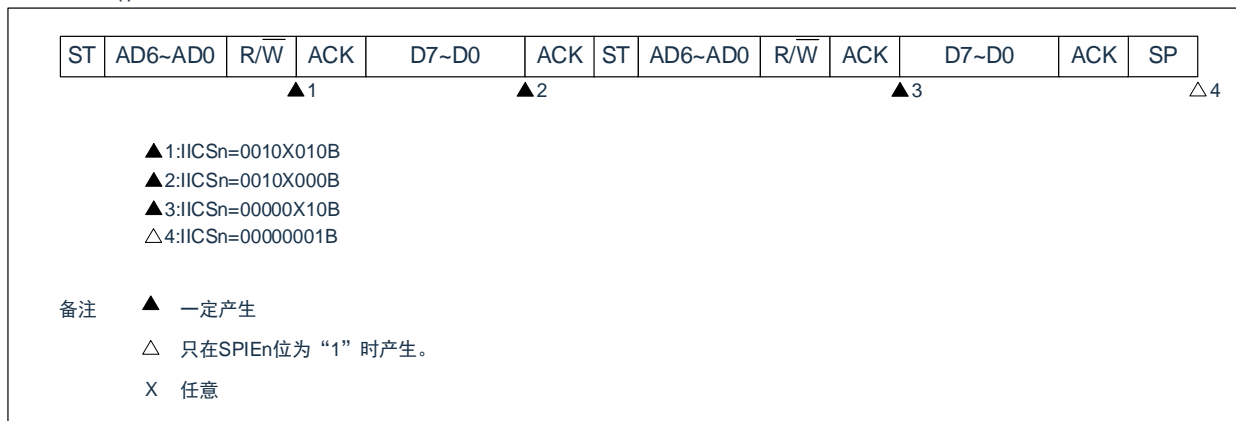 ()
ST AD6~AD0 R/W̅ ACK D7~D0 ACK ST AD6~AD0 R/W̅ ACK D7~D0 ACK SP
▲1 ▲2 ▲3 △4
▲1:IICSn=0010X010B
▲2:IICSn=0010X000B
▲3:IICSn=00000X10B
△4:IICSn=00000001B
备注 ▲ 一定产生
△ 只在SPIEn位为“1”时产生。
X 任意